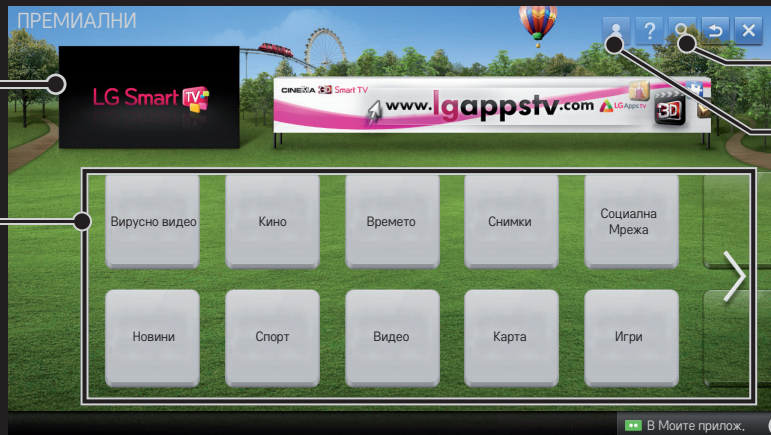 ПРЕМИАЛНИ
?
LG Smart TV
CINEMA 3D Smart TV
www.lgappstv.com
LG Apps TV
3D
Вирусно видео
Кино
Времето
Снимки
Социална
Мрежа
Новини
Спорт
Видео
Карта
Игри
В Моите прилож.